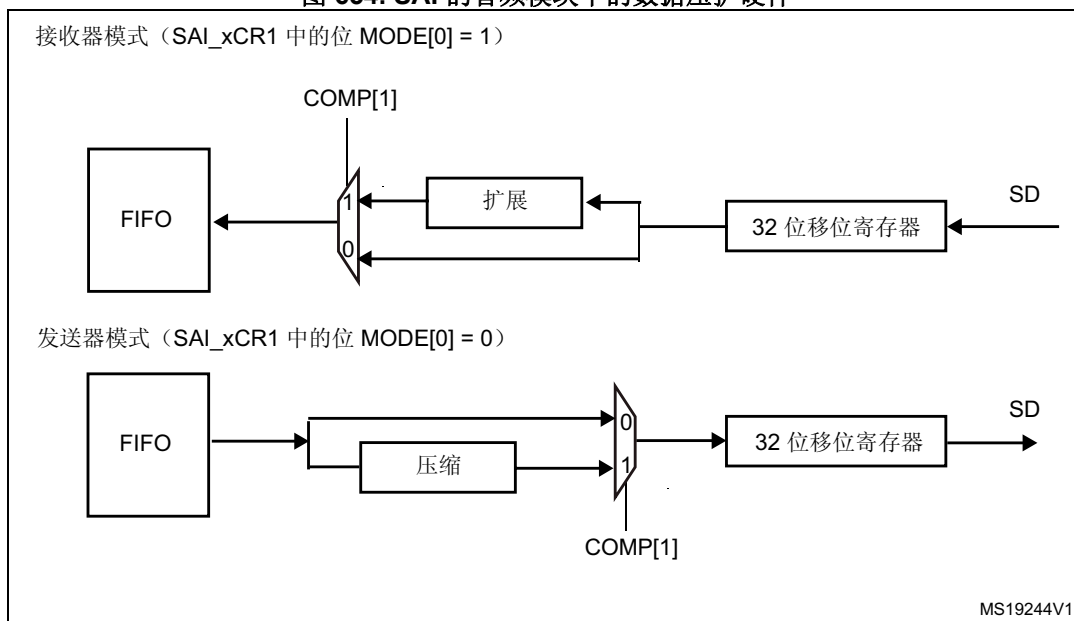 接收器模式（SAI_xCR1 中的位 MODE[0] = 1）
COMP[1]
FIFO
1
0
扩展
32 位移位寄存器
SD
发送器模式（SAI_xCR1 中的位 MODE[0] = 0）
FIFO
压缩
0
1
32 位移位寄存器
SD
COMP[1]
MS19244V1